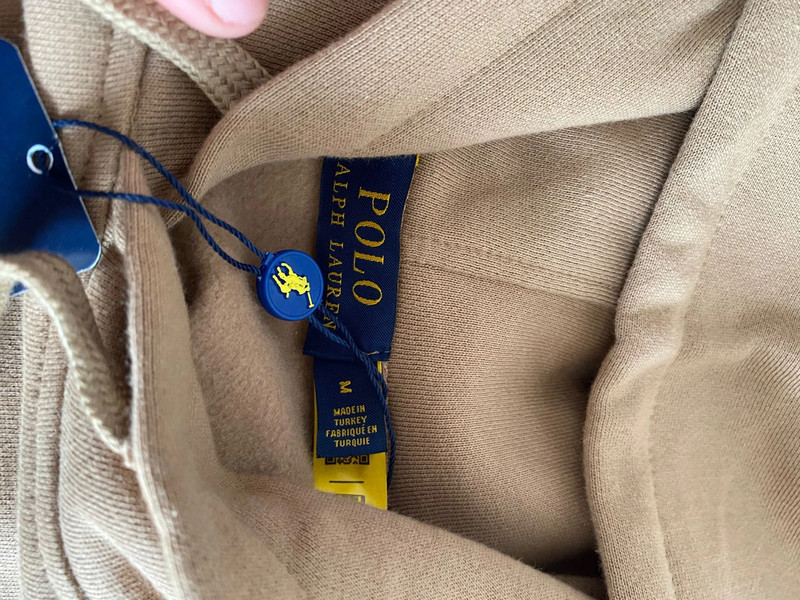 POLO
RALPH LAUREN
M
MADE IN
TURKEY
FABRIQUÉ EN
TURQUIE